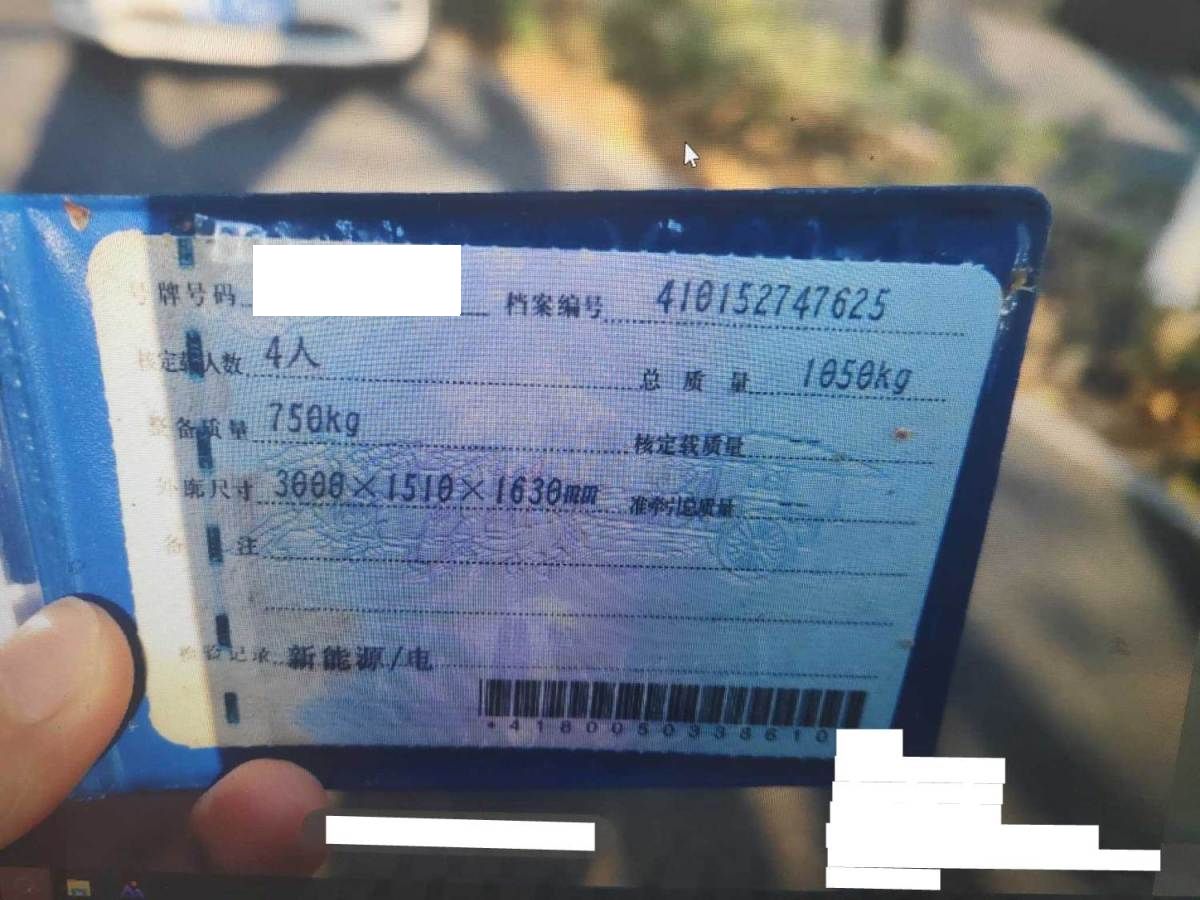 号牌号码 档案编号 410152747625
核定载人数 4人 总质量 1050kg
整备质量 750kg 核定载质量 --
外廓尺寸 3000×1510×1630mm 准牵引总质量 --
备注
检验记录 新能源/电
*4180050338610